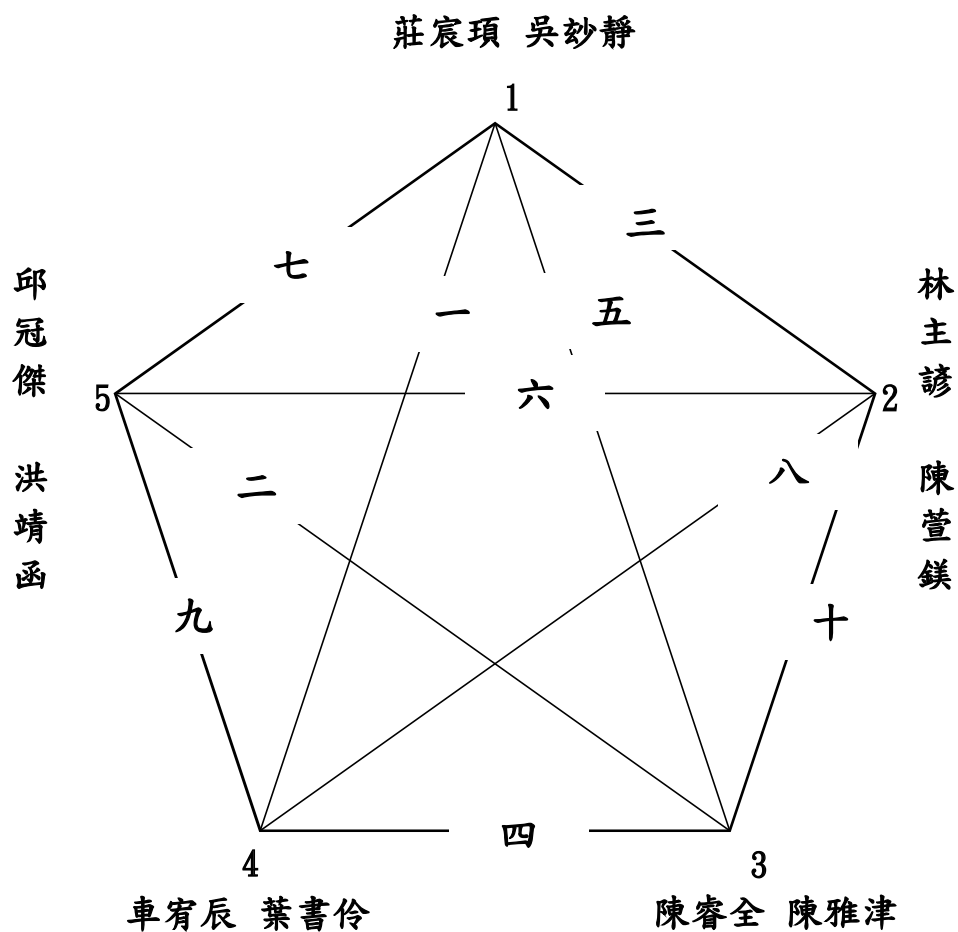 莊宸頊 吳玅靜
1
三
七
一
五
邱冠傑 洪靖函
林主諺 陳萱鎂
5
六
2
二
八
九
十
四
4
3
車宥辰 葉書伶
陳睿全 陳雅津